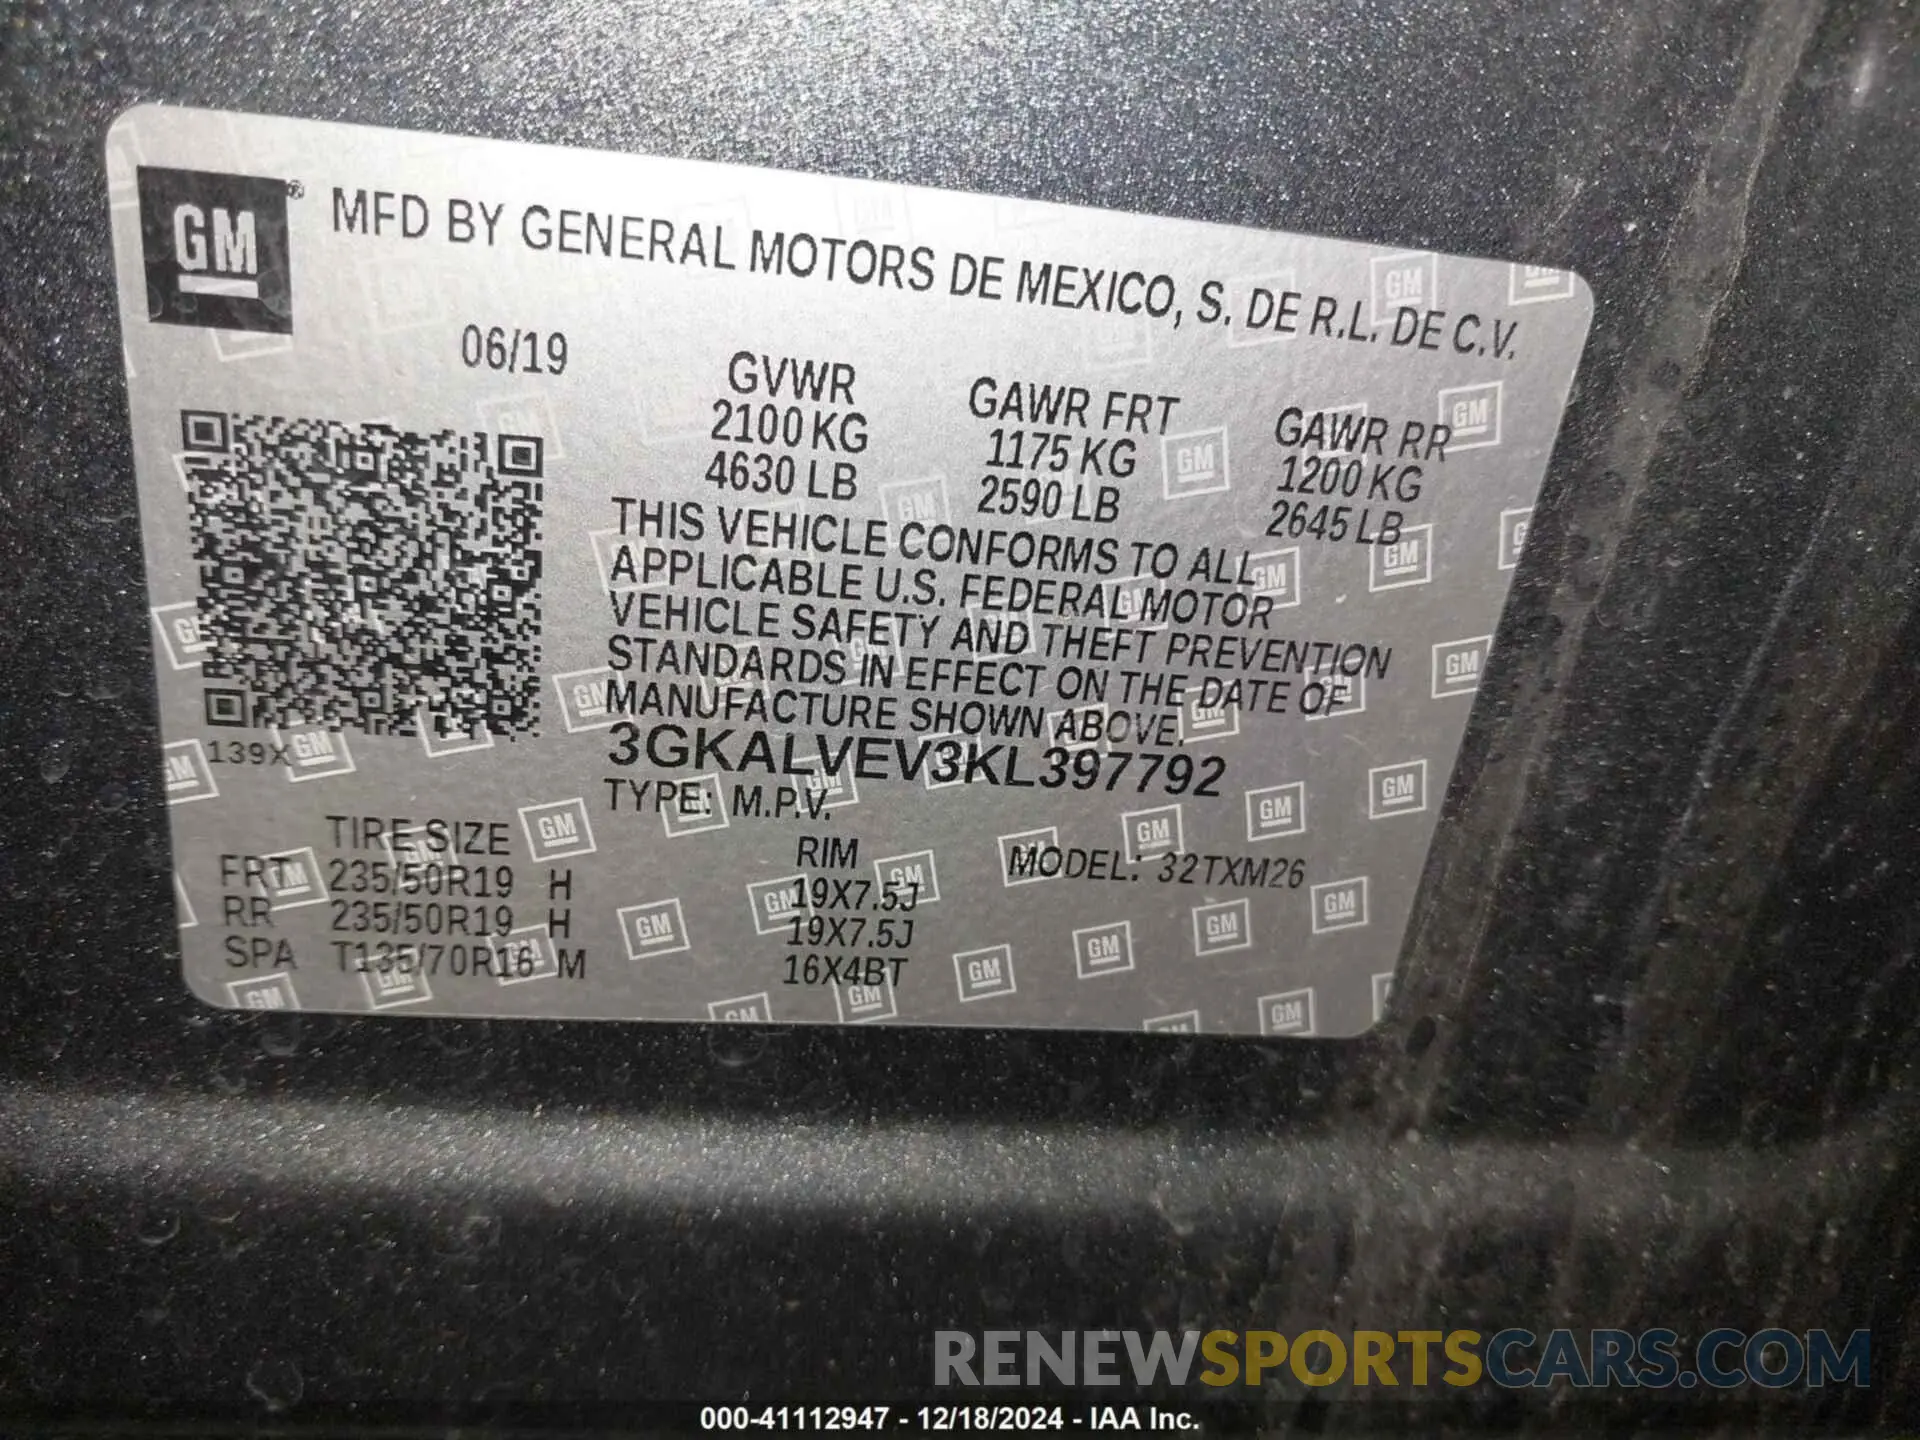 GM® MFD BY GENERAL MOTORS DE MEXICO, S. DE R.L. DE C.V.
06/19
GVWR GAWR FRT GAWR RR
2100 KG 1175 KG 1200 KG
4630 LB 2590 LB 2645 LB
THIS VEHICLE CONFORMS TO ALL
APPLICABLE U.S. FEDERAL MOTOR
VEHICLE SAFETY AND THEFT PREVENTION
STANDARDS IN EFFECT ON THE DATE OF
MANUFACTURE SHOWN ABOVE.
139X
3GKALVEV3KL397792
TYPE: M.P.V.
TIRE SIZE RIM MODEL: 32TXM26
FRT 235/50R19 H 19X7.5J
RR 235/50R19 H 19X7.5J
SPA T135/70R16 M 16X4BT
RENEWSPORTSCARS.COM
000-41112947 - 12/18/2024 - IAA Inc.